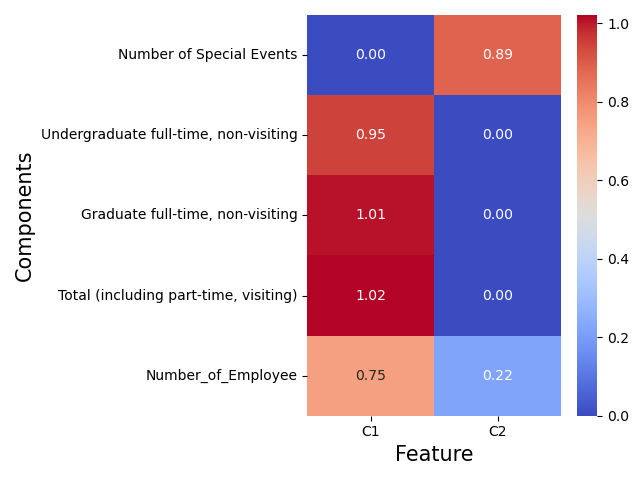 Number of Special Events 0.00 0.89 1.0
Undergraduate full-time, non-visiting 0.95 0.00 0.8
Graduate full-time, non-visiting 1.01 0.00 0.6
Total (including part-time, visiting) 1.02 0.00 0.4
Number_of_Employee 0.75 0.22 0.2
0.0
C1 C2
Feature
Components